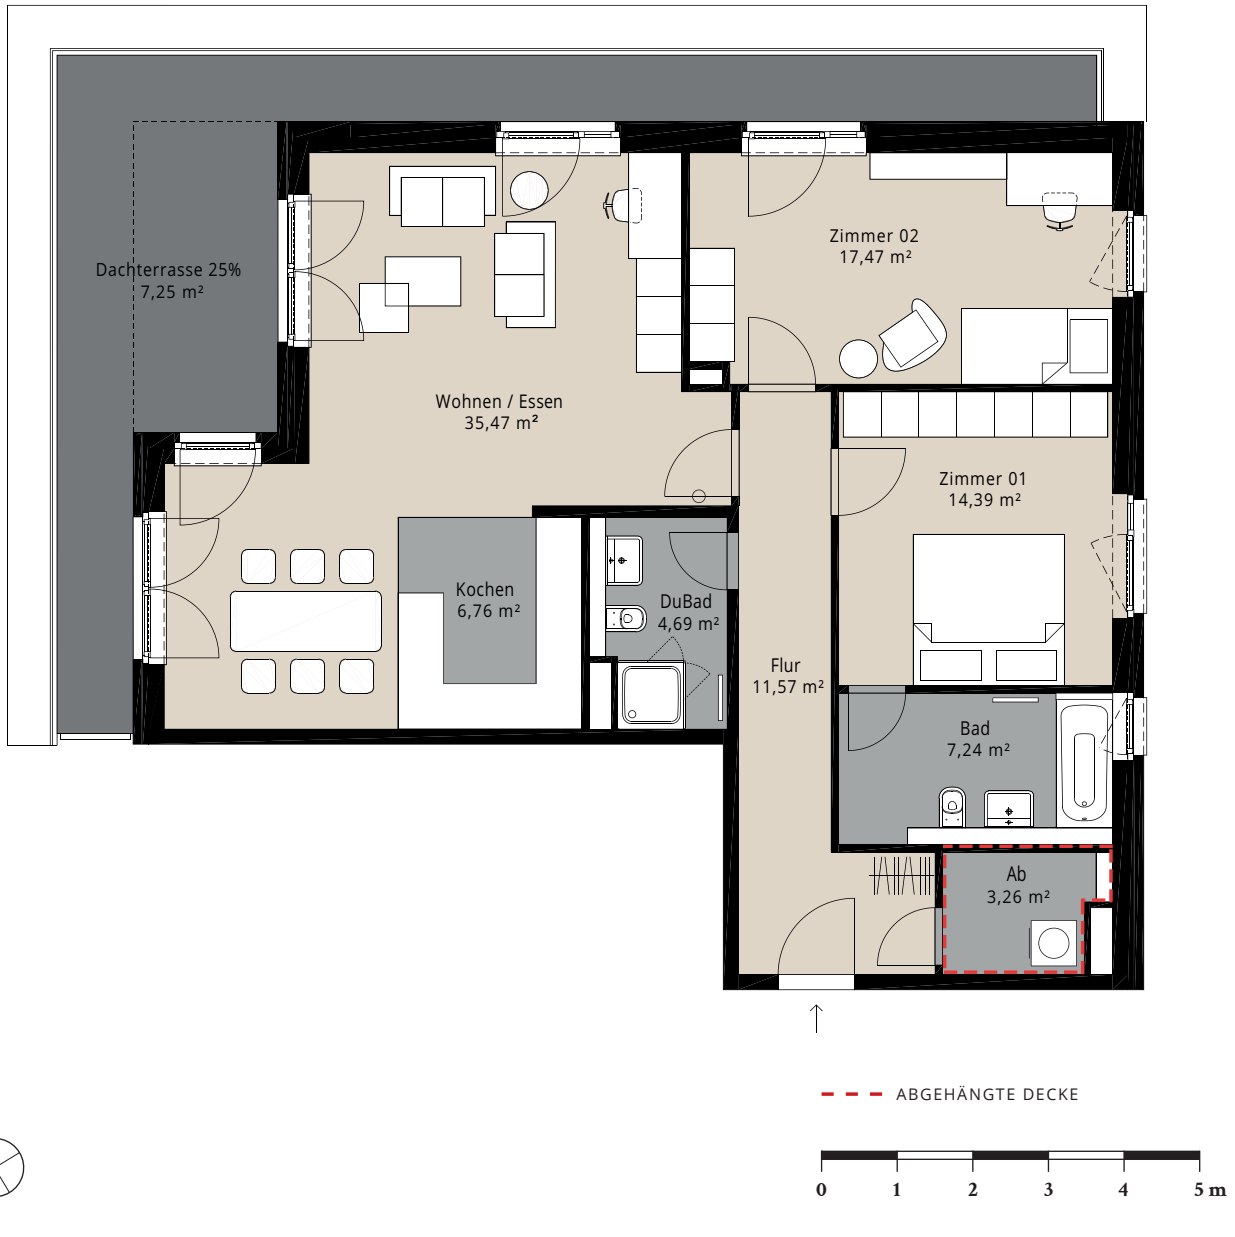 Zimmer 02
17,47 m²
Dachterrasse 25%
7,25 m²
Wohnen / Essen
35,47 m²
Zimmer 01
14,39 m²
Kochen
6,76 m²
DuBad
4,69 m²
Flur
11,57 m²
Bad
7,24 m²
Ab
3,26 m²
ABGEHÄNGTE DECKE
0 1 2 3 4 5 m